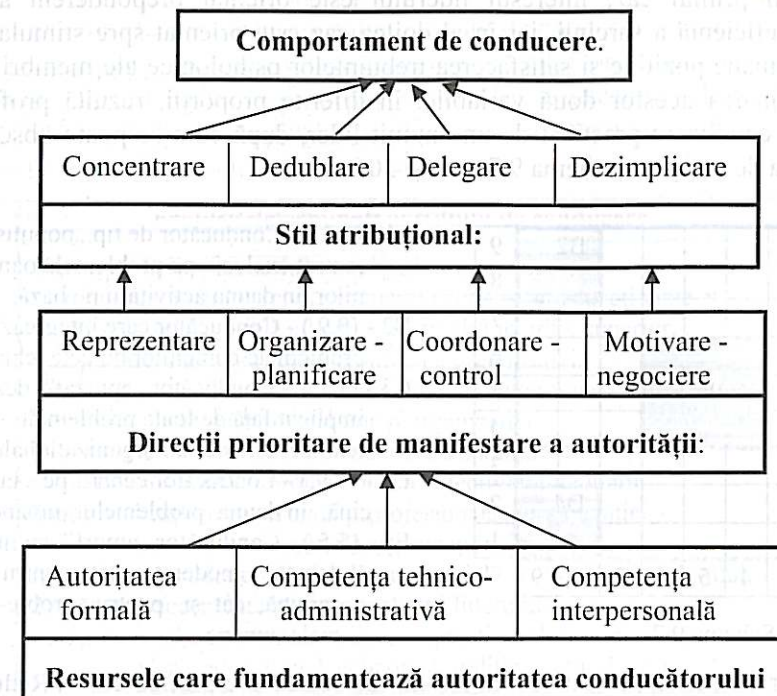 Comportament de conducere.
Concentrare Dedublare Delegare Dezimplicare
Stil atribuțional:
Reprezentare Organizare - Coordonare - Motivare -
planificare control negociere
Direcții prioritare de manifestare a autorității:
Autoritatea Competența tehnico- Competența
formală administrativă interpersonală
Resursele care fundamentează autoritatea conducătorului